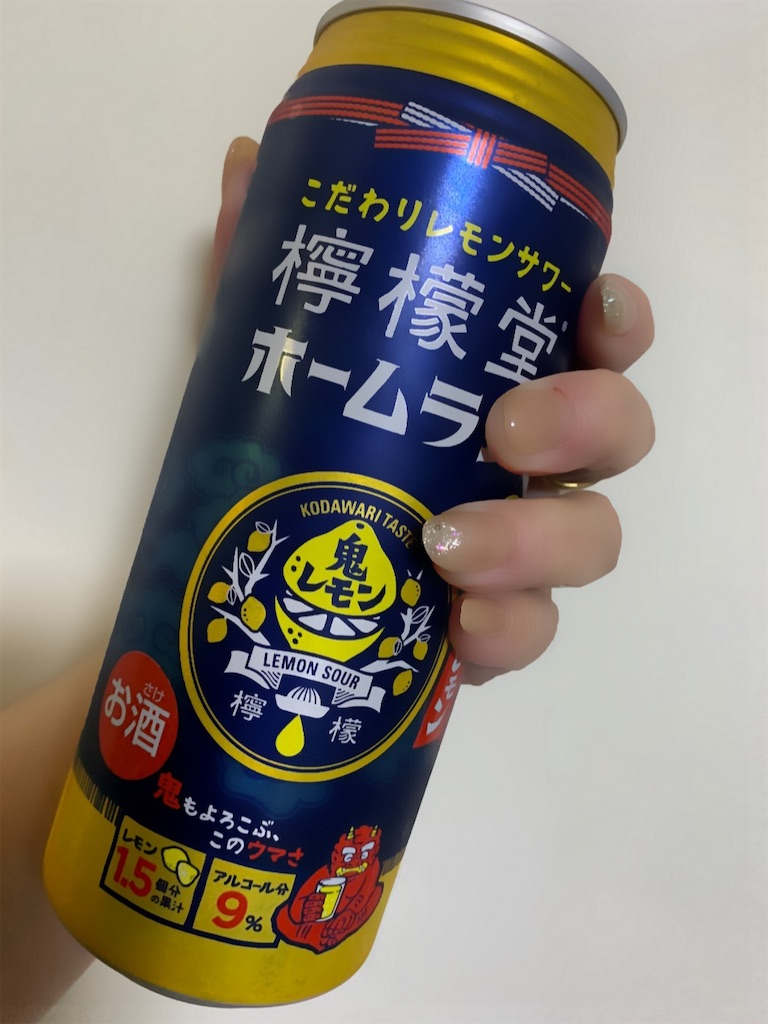 こだわりレモンサワー
檸檬堂
ホームラ
KODAWARI TASTE
鬼
レモン
LEMON SOUR
檸檬
さけ
お酒
鬼もよろこぶ、
このウマさ
レモン
1.5個分
の果汁
アルコール分
9%